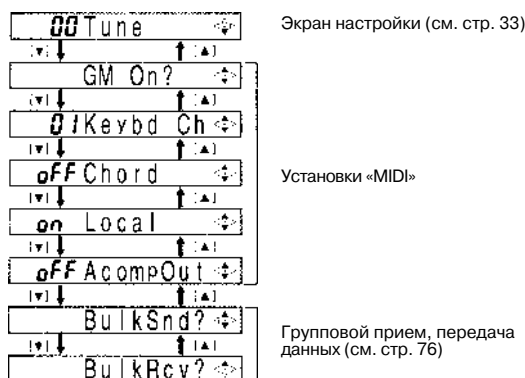 00 Tune Экран настройки (см. стр. 33)
[▼] [▲]
GM On?
[▼] [▲]
01 Keybd Ch
[▼] [▲]
oFF Chord Установки «MIDI»
[▼] [▲]
on Local
[▼] [▲]
oFF AcompOut
[▼] [▲]
BulkSnd? Групповой прием, передача
[▼] [▲] данных (см. стр. 76)
BulkRcv?